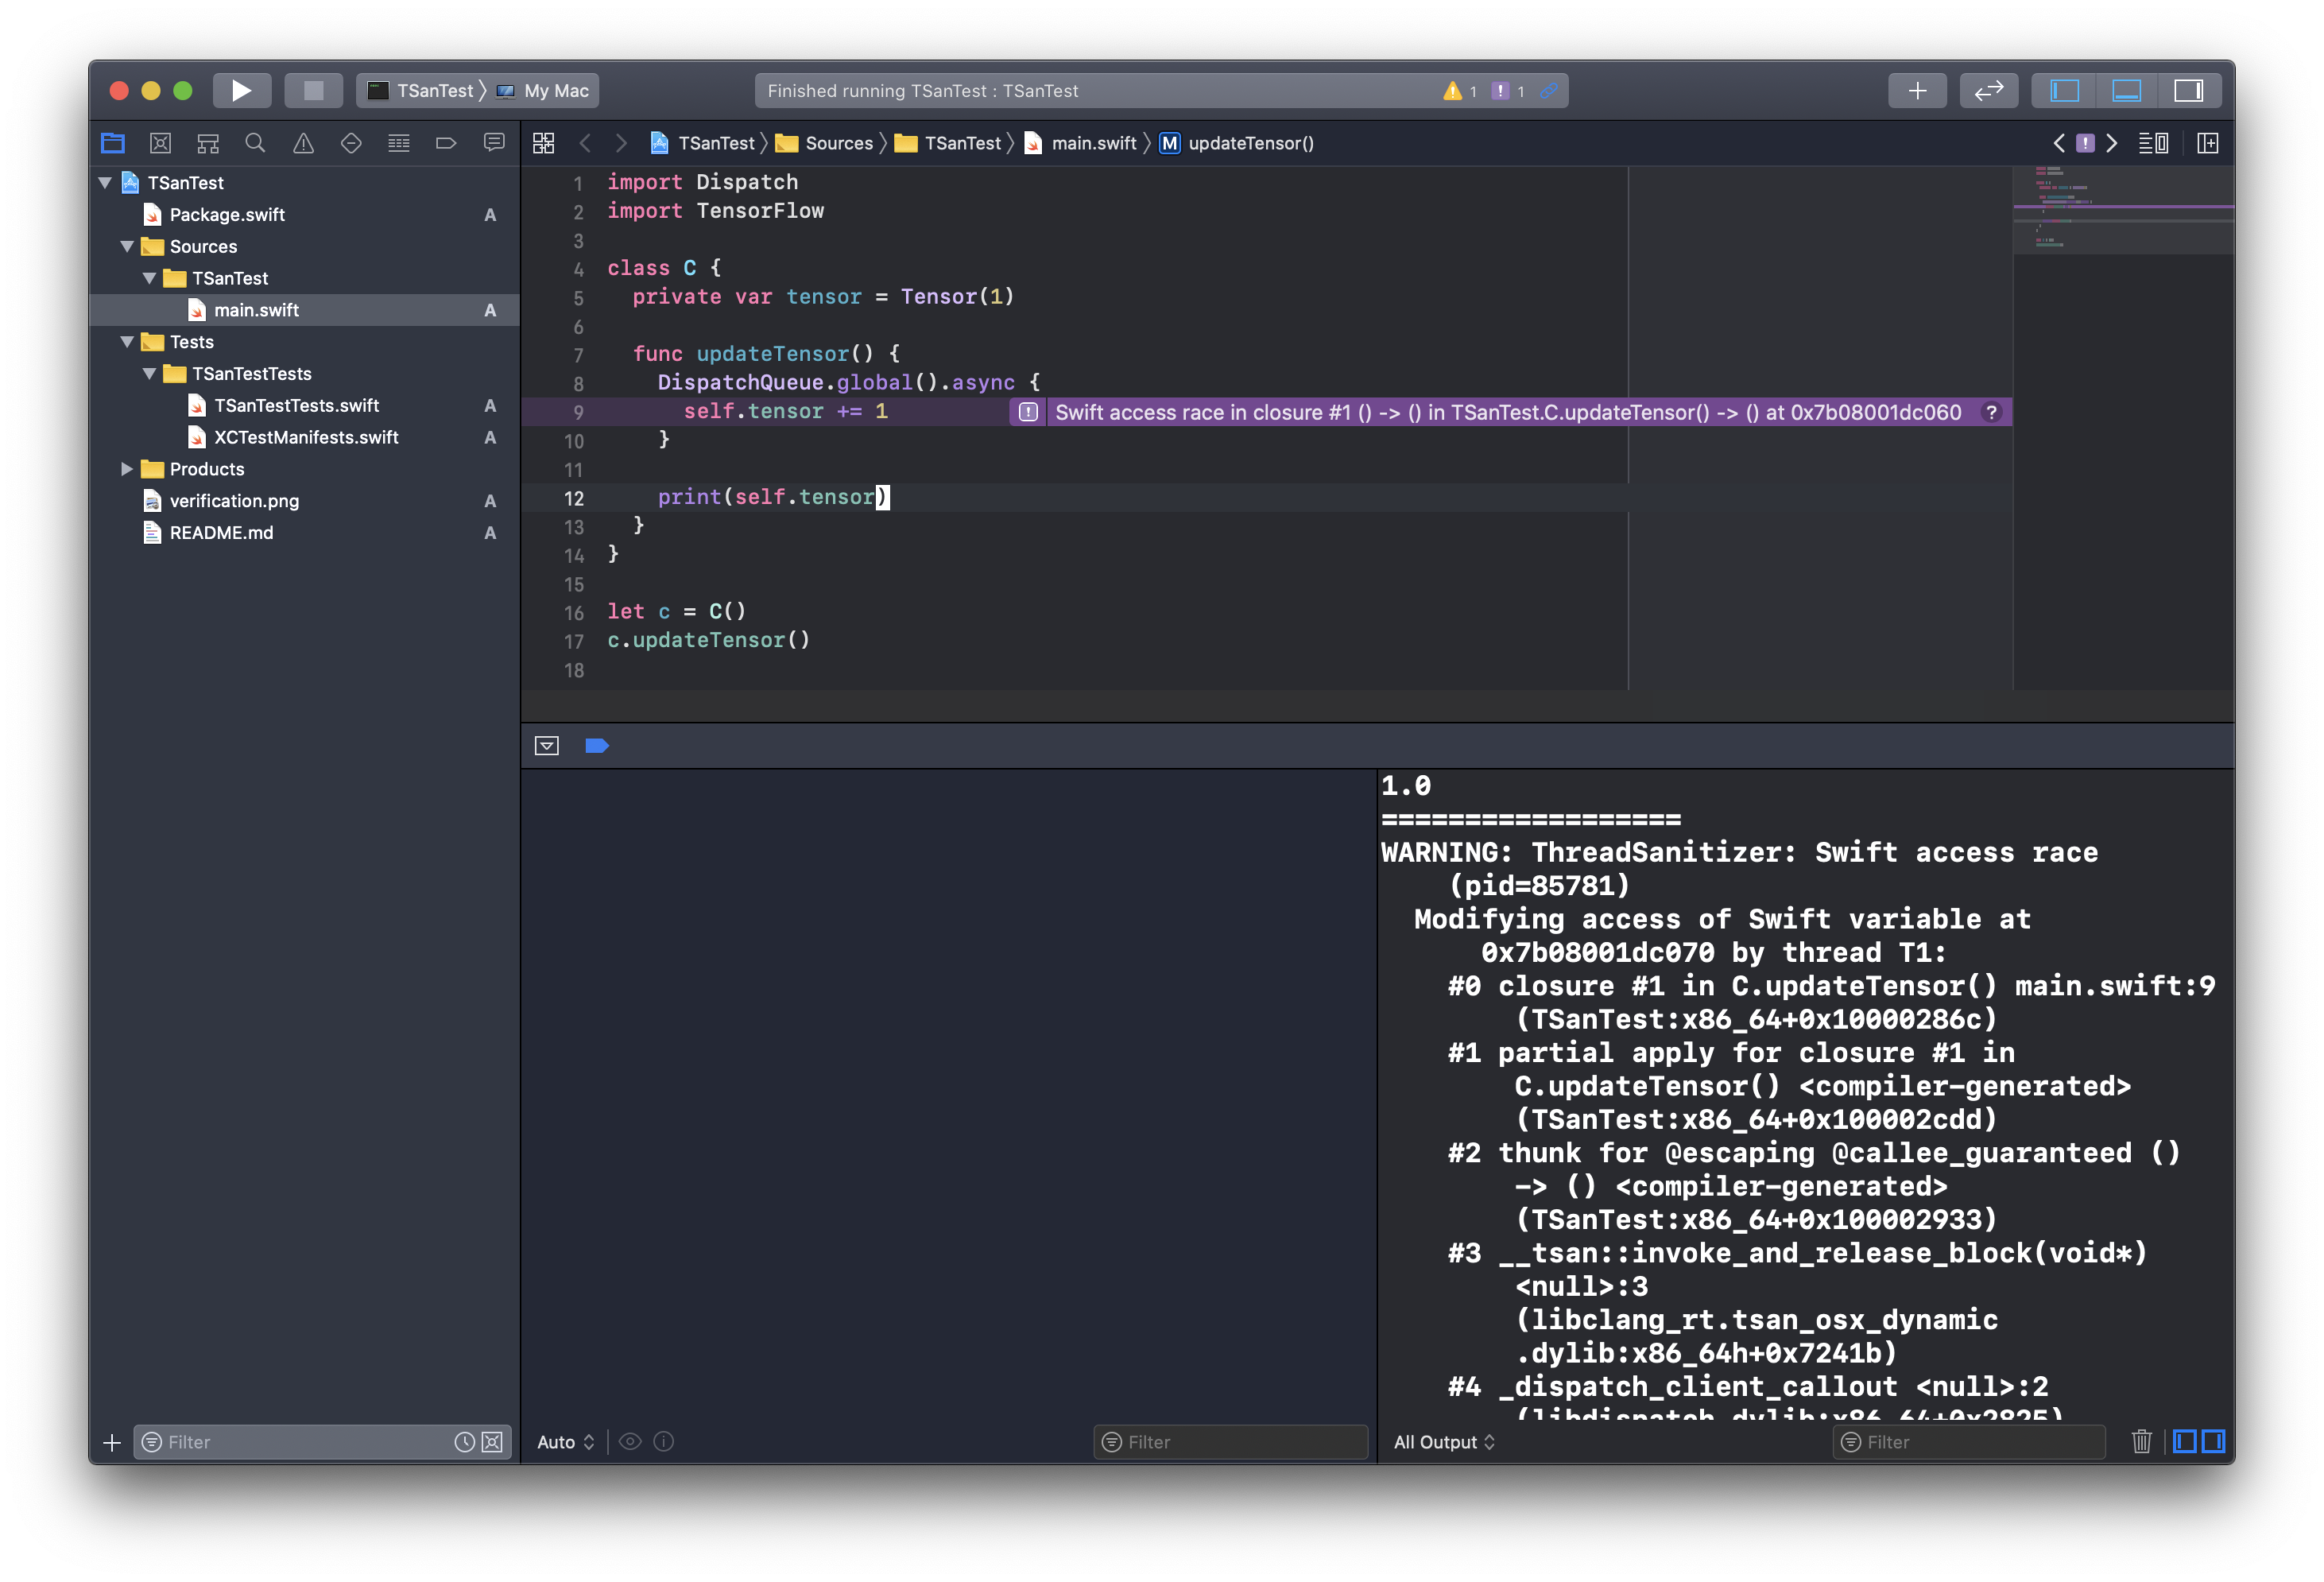 TSanTest 〉 My Mac
Finished running TSanTest : TSanTest
1
1
TSanTest 〉 Sources 〉 TSanTest 〉 main.swift 〉 M updateTensor()
TSanTest
Package.swift A
Sources
TSanTest
main.swift A
Tests
TSanTestTests
TSanTestTests.swift A
XCTestManifests.swift A
Products
verification.png A
README.md A
1 import Dispatch
2 import TensorFlow
3
4 class C {
5 private var tensor = Tensor(1)
6
7 func updateTensor() {
8 DispatchQueue.global().async {
9 self.tensor += 1 Swift access race in closure #1 () -> () in TSanTest.C.updateTensor() -> () at 0x7b08001dc060 ?
10 }
11
12 print(self.tensor)
13 }
14 }
15
16 let c = C()
17 c.updateTensor()
18
1.0
==================
WARNING: ThreadSanitizer: Swift access race
(pid=85781)
Modifying access of Swift variable at
0x7b08001dc070 by thread T1:
#0 closure #1 in C.updateTensor() main.swift:9
(TSanTest:x86_64+0x10000286c)
#1 partial apply for closure #1 in
C.updateTensor() <compiler-generated>
(TSanTest:x86_64+0x100002cdd)
#2 thunk for @escaping @callee_guaranteed ()
-> () <compiler-generated>
(TSanTest:x86_64+0x100002933)
#3 __tsan::invoke_and_release_block(void*)
<null>:3
(libclang_rt.tsan_osx_dynamic
.dylib:x86_64h+0x7241b)
#4 _dispatch_client_callout <null>:2
(libdispatch.dylib:x86_64+0x2825)
Filter
Auto
Filter
All Output
Filter